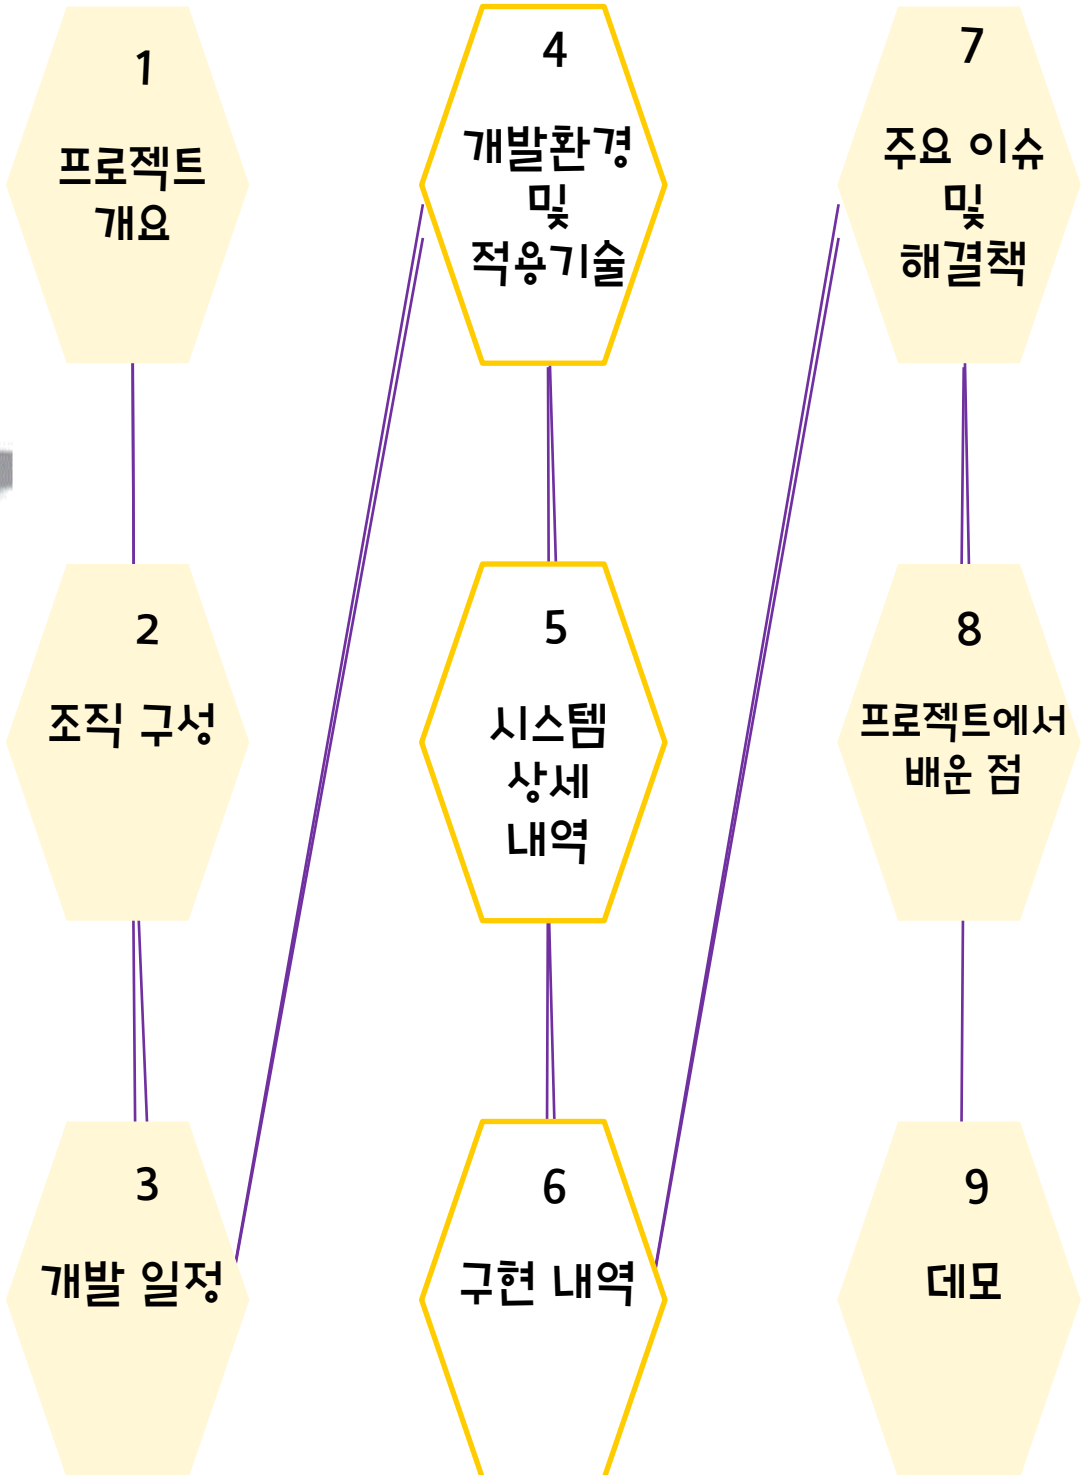 1
프로젝트
개요
2
조직 구성
3
개발 일정
4
개발환경
및
적용기술
5
시스템
상세
내역
6
구현 내역
7
주요 이슈
및
해결책
8
프로젝트에서
배운 점
9
데모